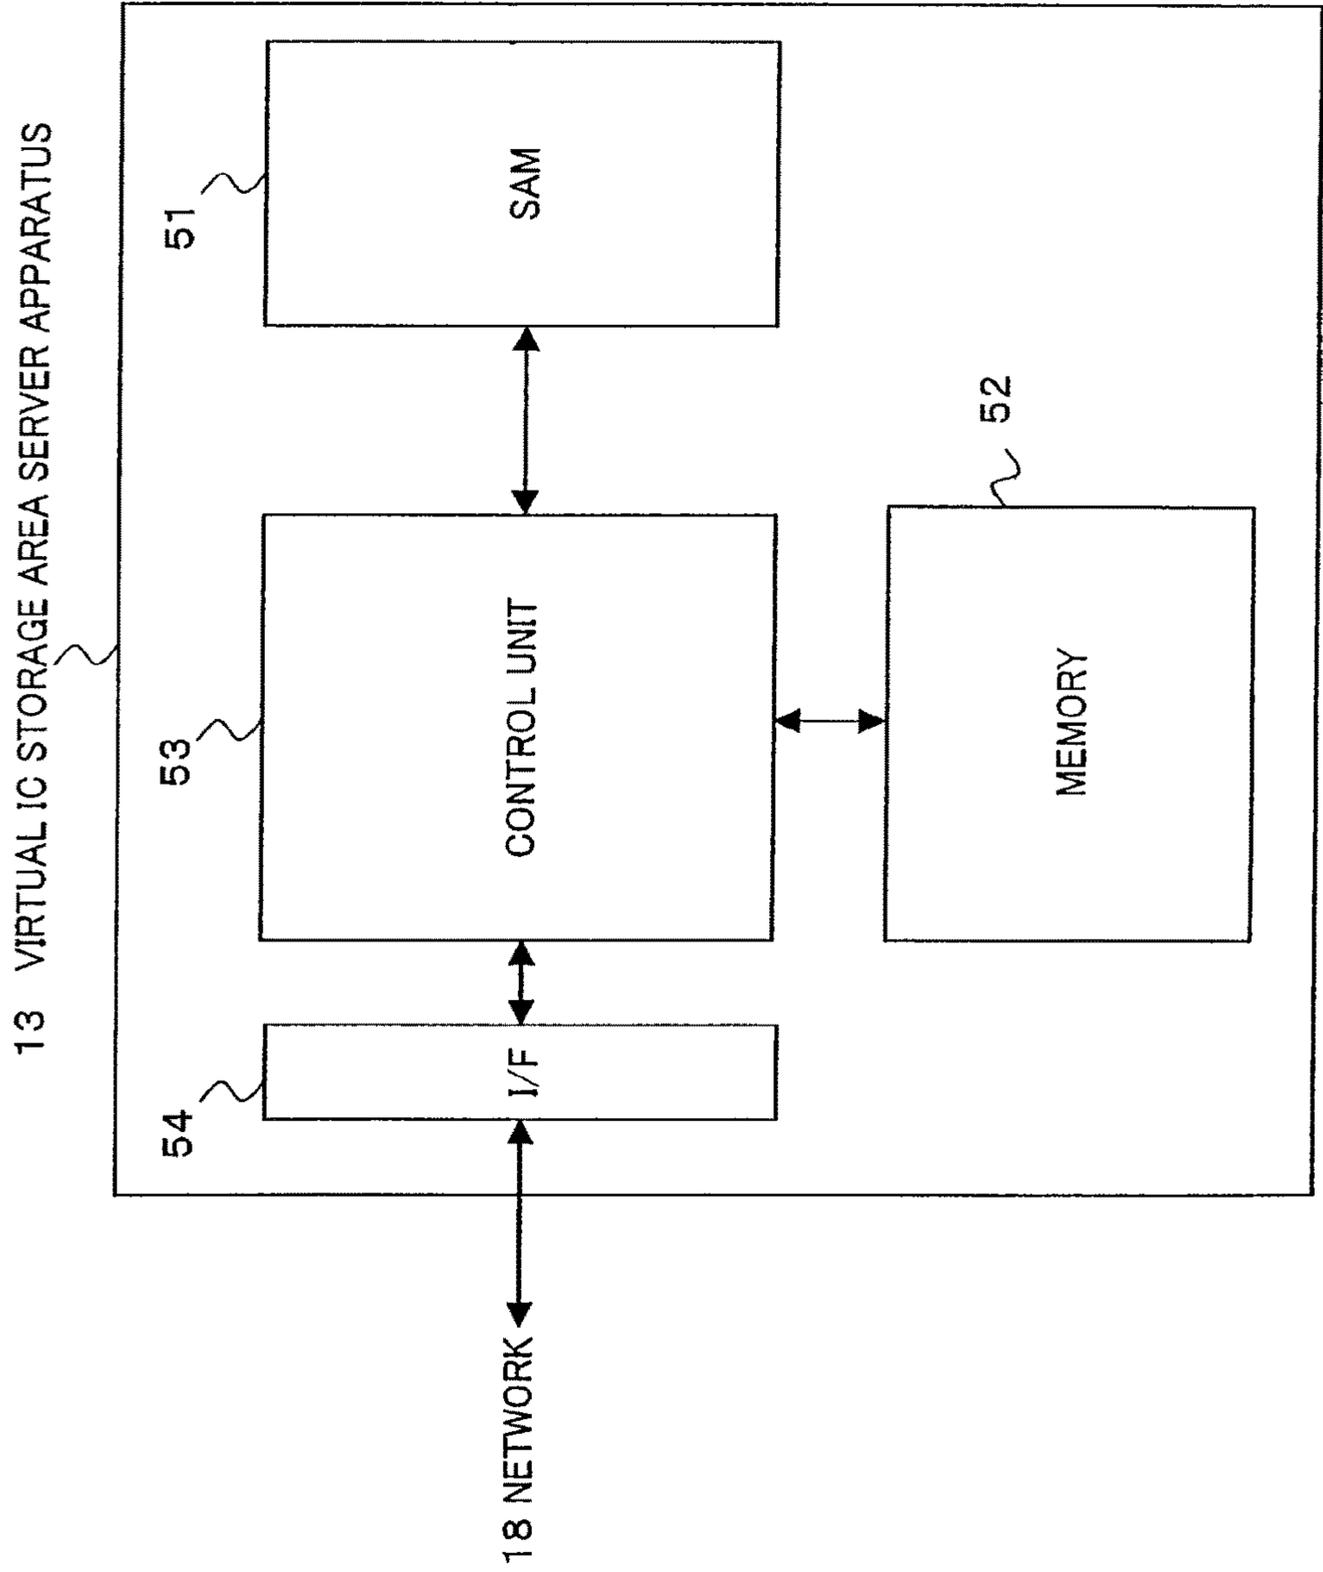 13 VIRTUAL IC STORAGE AREA SERVER APPARATUS
54
53
51
18 NETWORK
I/F
CONTROL UNIT
SAM
52
MEMORY